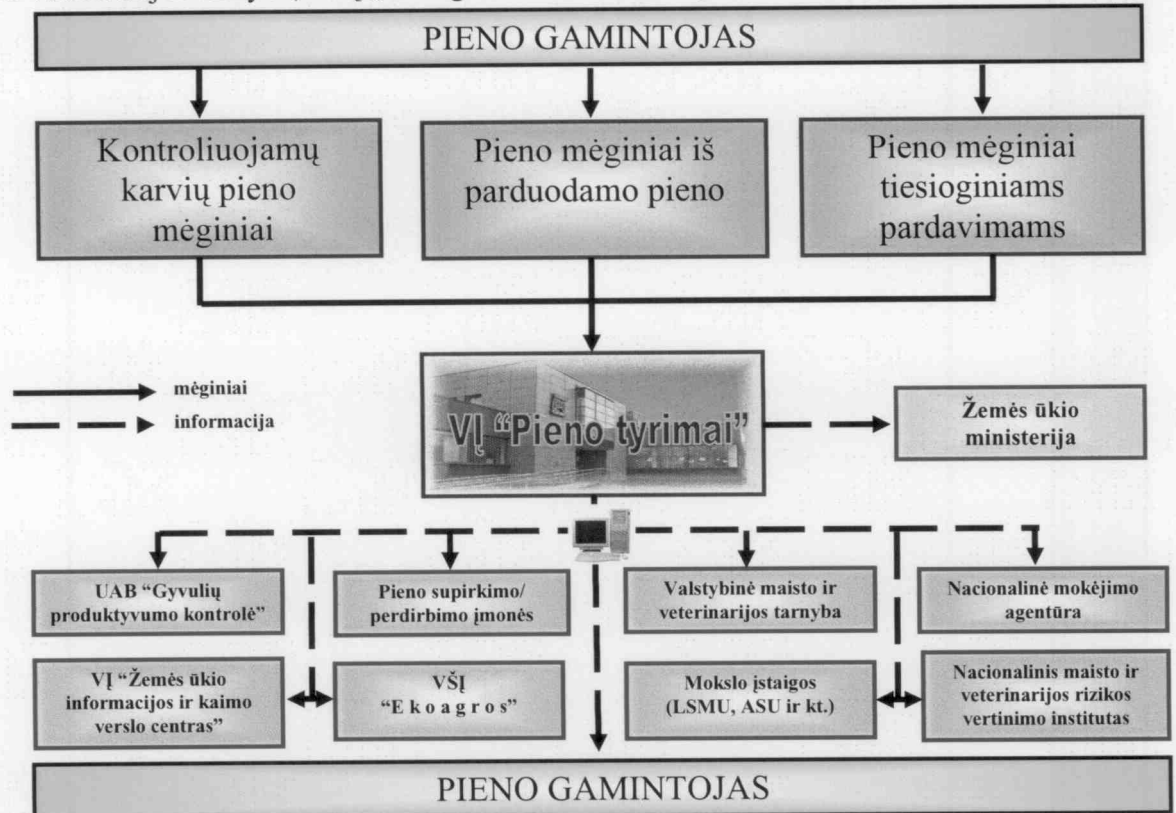 PIENO GAMINTOJAS
Kontroliuojamų
karvių pieno
mėginiai
Pieno mėginiai iš
parduodamo pieno
Pieno mėginiai
tiesioginiams
pardavimams
mėginiai
informacija
VĮ “Pieno tyrimai”
Žemės ūkio
ministerija
UAB “Gyvulių
produktyvumo kontrolė”
Pieno supirkimo/
perdirbimo įmonės
Valstybinė maisto ir
veterinarijos tarnyba
Nacionalinė mokėjimo
agentūra
VĮ “Žemės ūkio
informacijos ir kaimo
verslo centras”
VŠĮ
“E k o a g r o s”
Mokslo įstaigos
(LSMU, ASU ir kt.)
Nacionalinis maisto ir
veterinarijos rizikos
vertinimo institutas
PIENO GAMINTOJAS